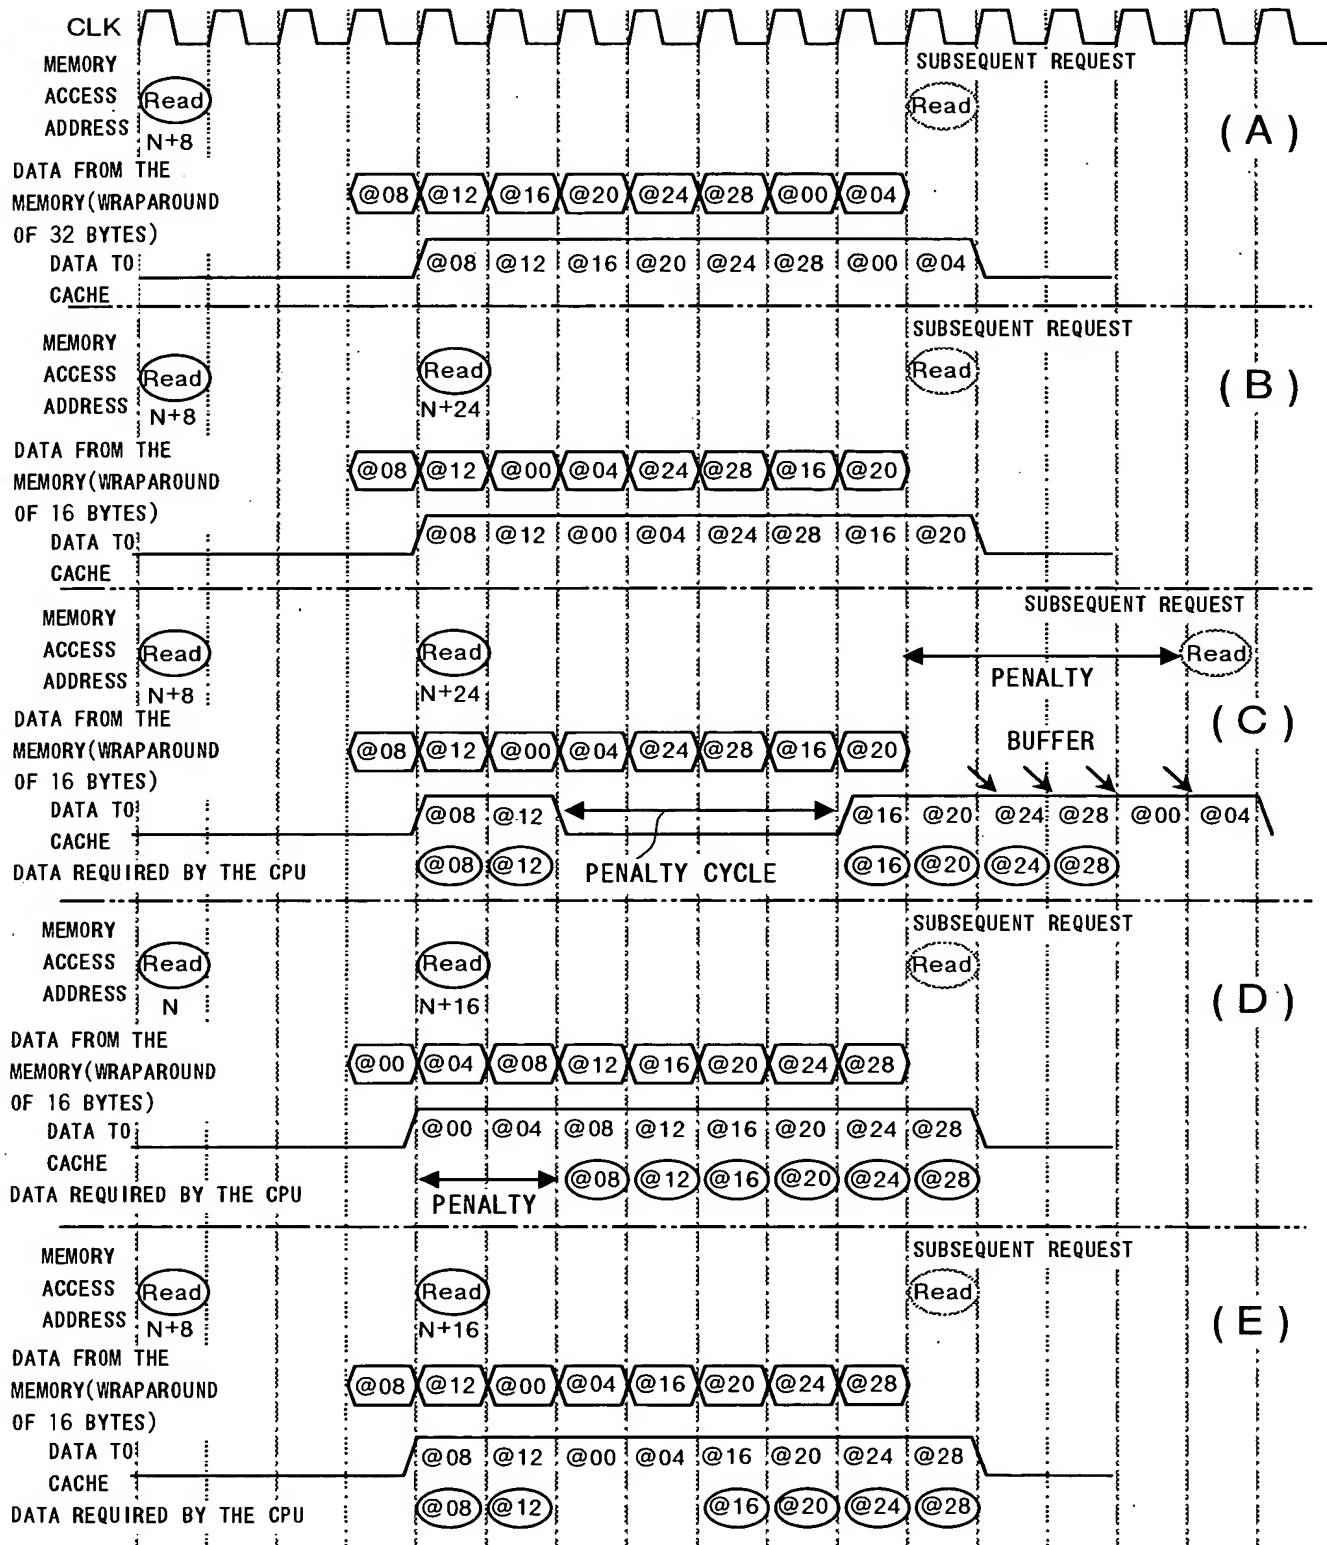 CLK
MEMORY SUBSEQUENT REQUEST
ACCESS Read Read
ADDRESS N+8 (A)
DATA FROM THE
MEMORY(WRAPAROUND @08 @12 @16 @20 @24 @28 @00 @04
OF 32 BYTES)
DATA TO @08 @12 @16 @20 @24 @28 @00 @04
CACHE
MEMORY SUBSEQUENT REQUEST
ACCESS Read Read Read (B)
ADDRESS N+8 N+24
DATA FROM THE
MEMORY(WRAPAROUND @08 @12 @00 @04 @24 @28 @16 @20
OF 16 BYTES)
DATA TO @08 @12 @00 @04 @24 @28 @16 @20
CACHE
MEMORY SUBSEQUENT REQUEST
ACCESS Read Read Read
ADDRESS N+8 N+24 PENALTY
DATA FROM THE (C)
MEMORY(WRAPAROUND @08 @12 @00 @04 @24 @28 @16 @20 BUFFER
OF 16 BYTES)
DATA TO @08 @12 @16 @20 @24 @28 @00 @04
CACHE
DATA REQUIRED BY THE CPU @08 @12 PENALTY CYCLE @16 @20 @24 @28
MEMORY SUBSEQUENT REQUEST
ACCESS Read Read Read
ADDRESS N N+16 (D)
DATA FROM THE
MEMORY(WRAPAROUND @00 @04 @08 @12 @16 @20 @24 @28
OF 16 BYTES)
DATA TO @00 @04 @08 @12 @16 @20 @24 @28
CACHE
DATA REQUIRED BY THE CPU PENALTY @08 @12 @16 @20 @24 @28
MEMORY SUBSEQUENT REQUEST
ACCESS Read Read Read
ADDRESS N+8 N+16 (E)
DATA FROM THE
MEMORY(WRAPAROUND @08 @12 @00 @04 @16 @20 @24 @28
OF 16 BYTES)
DATA TO @08 @12 @00 @04 @16 @20 @24 @28
CACHE
DATA REQUIRED BY THE CPU @08 @12 @16 @20 @24 @28